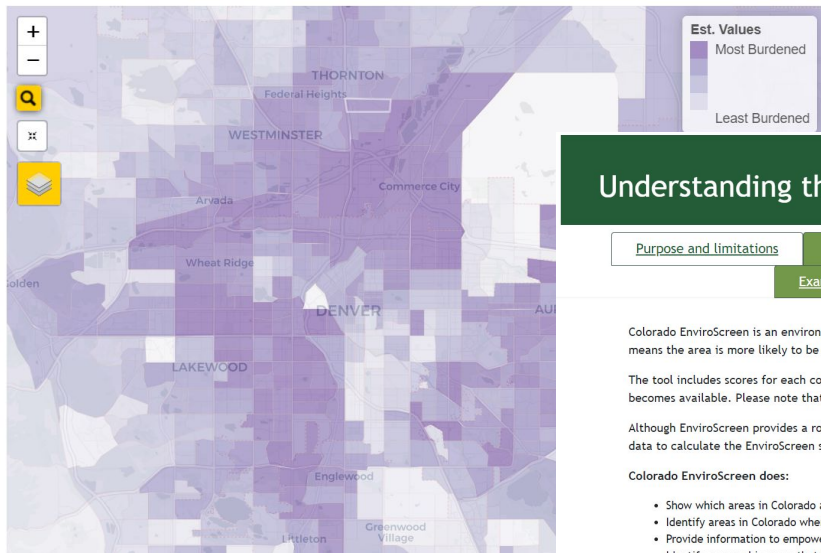 +
−
Est. Values
Most Burdened
Least Burdened
THORNTON
Federal Heights
WESTMINSTER
Commerce City
Arvada
Wheat Ridge
DENVER
LAKEWOOD
Englewood
Greenwood
Village
Littleton
Understanding th
Purpose and limitations
Exa
Colorado EnviroScreen is an environ
means the area is more likely to be
The tool includes scores for each co
becomes available. Please note that
Although EnviroScreen provides a ro
data to calculate the EnviroScreen s
Colorado EnviroScreen does:
• Show which areas in Colorado a
• Identify areas in Colorado whe
• Provide information to empowe